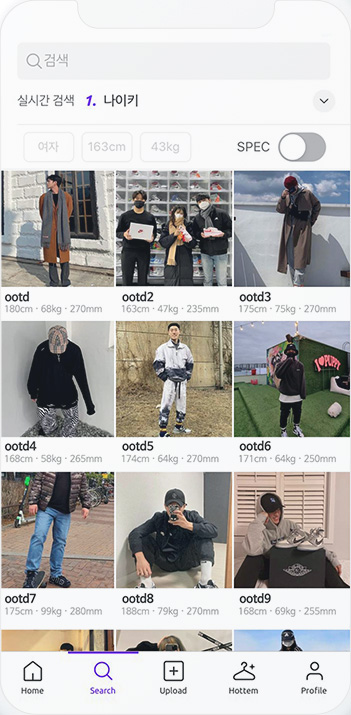 검색
실시간 검색 1. 나이키
여자 163cm 43kg SPEC
ootd ootd2 ootd3
180cm · 68kg · 270mm 163cm · 47kg · 235mm 175cm · 75kg · 270mm
I ♥ PUPPY
ootd4 ootd5 ootd6
168cm · 58kg · 265mm 174cm · 64kg · 270mm 171cm · 64kg · 250mm
ootd7 ootd8 ootd9
175cm · 99kg · 280mm 188cm · 79kg · 270mm 168cm · 69kg · 255mm
Home Search Upload Hottem Profile